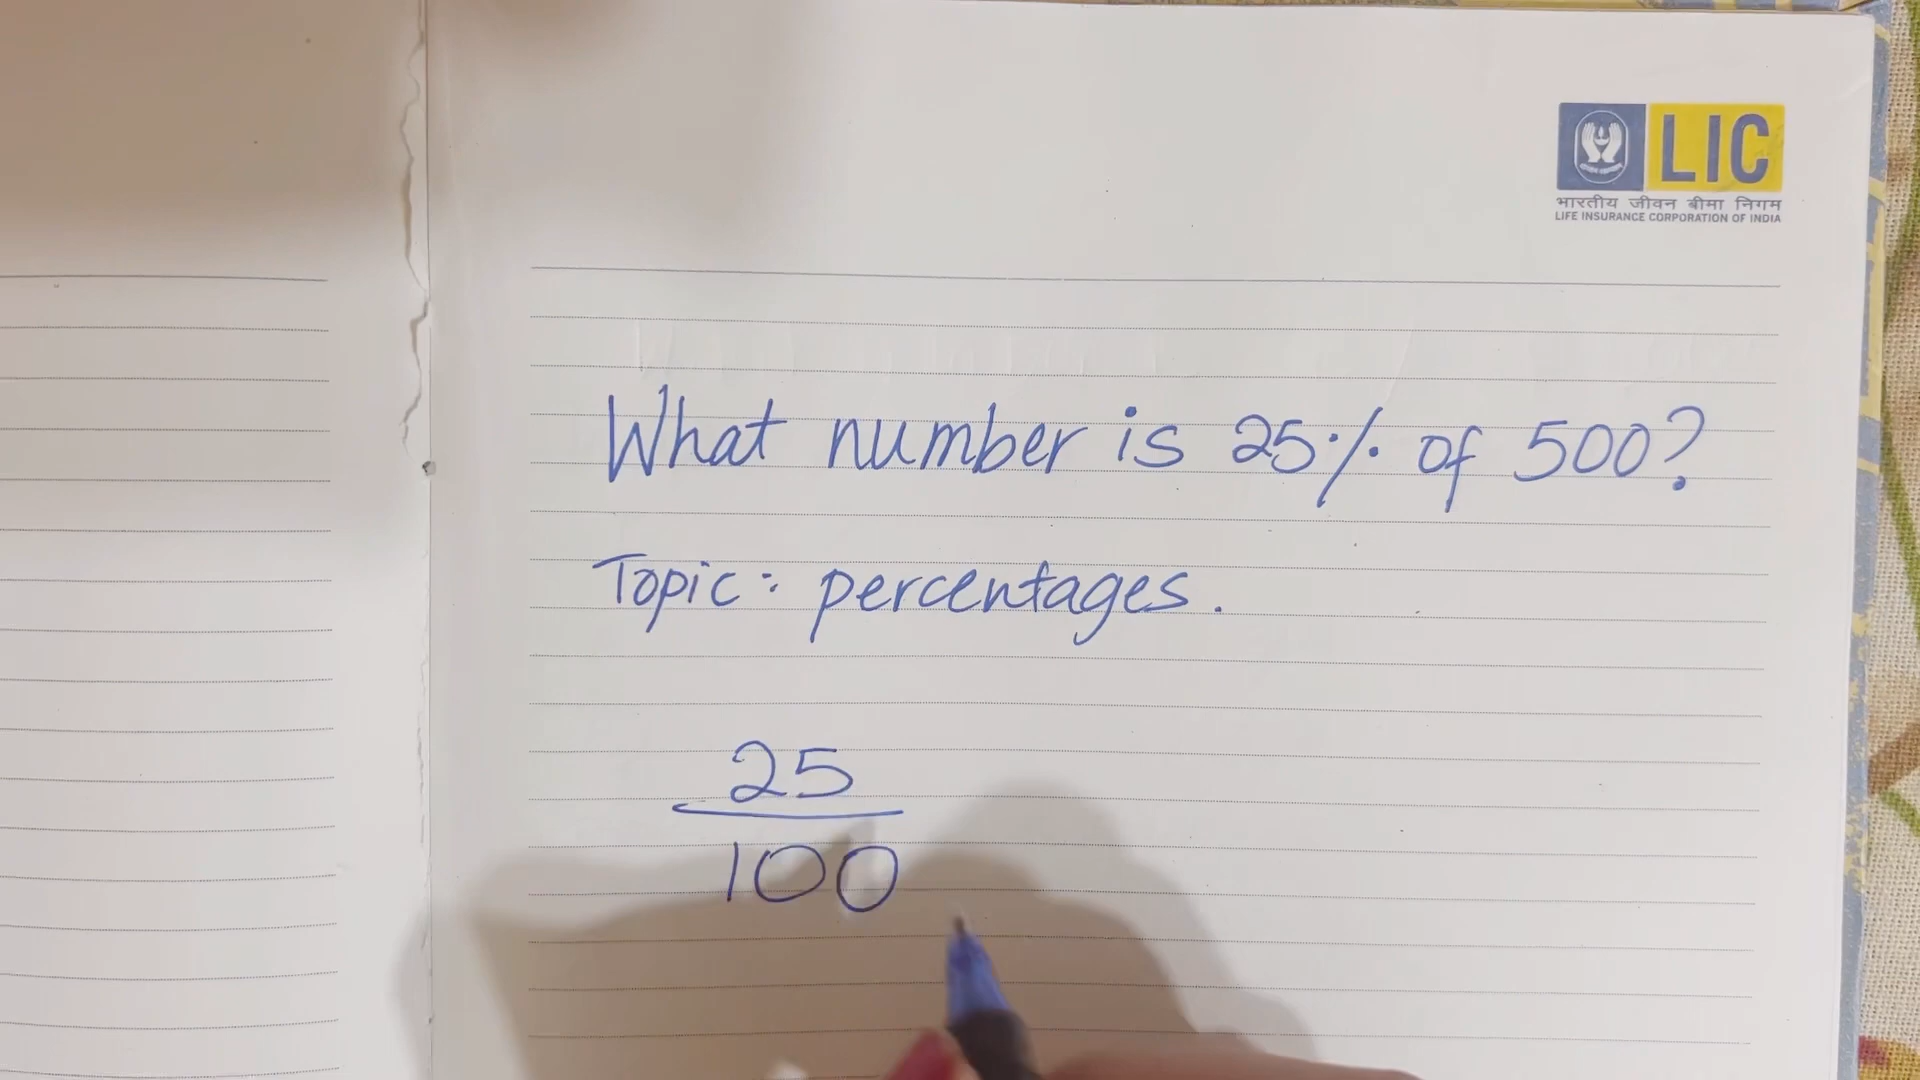 LIC
भारतीय जीवन बीमा निगम
LIFE INSURANCE CORPORATION OF INDIA
What number is 25% of 500?
Topic: percentages.
25
100